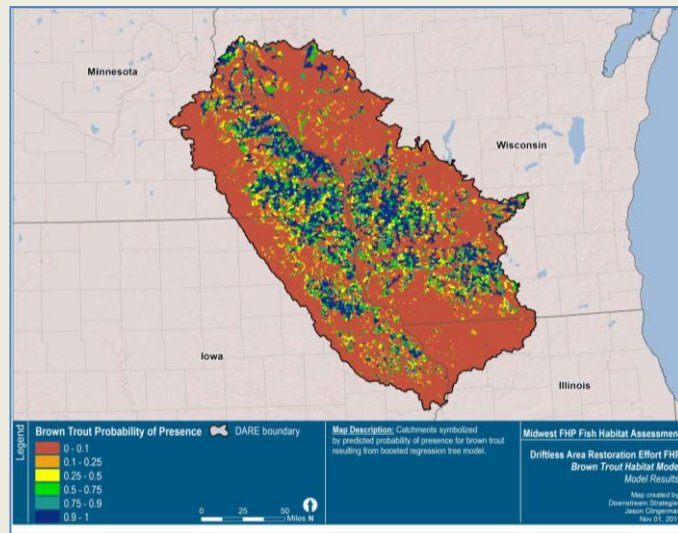 Minnesota
Wisconsin
Iowa
Illinois
Legend
Brown Trout Probability of Presence
DARE boundary
0 - 0.1
0.1 - 0.25
0.25 - 0.5
0.5 - 0.75
0.75 - 0.9
0.9 - 1
0 25 50
Miles N
Map Description: Catchments symbolized
by predicted probability of presence for brown trout
resulting from boosted regression tree model.
Midwest FHP Fish Habitat Assessmen
Driftless Area Restoration Effort FHP
Brown Trout Habitat Mode
Model Results
Map created by
Downstream Strategie
Jason Clingerma
Nov 01, 201